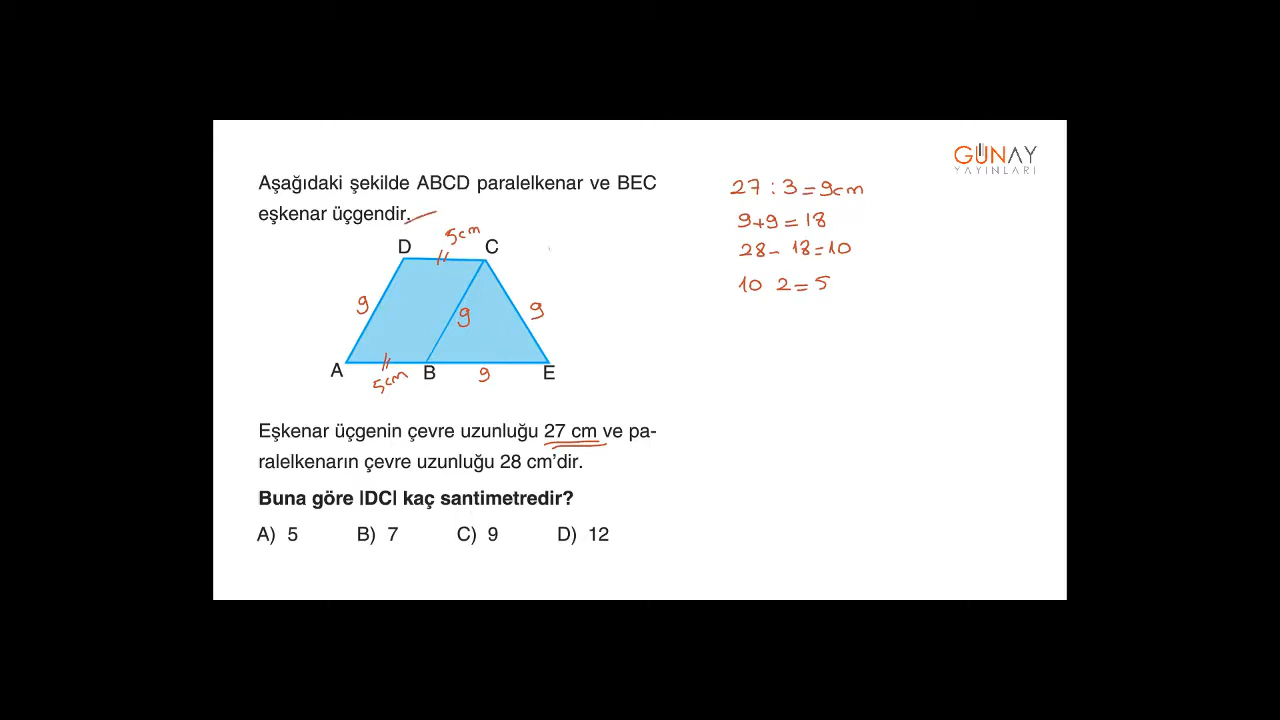 GÜNAY
YAYINLARI
Aşağıdaki şekilde ABCD paralelkenar ve BEC
eşkenar üçgendir.
5cm
D
C
9
9
9
A
B
E
5cm
9
Eşkenar üçgenin çevre uzunluğu 27 cm ve pa-
ralelkenarın çevre uzunluğu 28 cm'dir.
Buna göre |DC| kaç santimetredir?
A) 5 B) 7 C) 9 D) 12
27 : 3 = 9cm
9+9 = 18
28 - 18 = 10
10 2 = 5